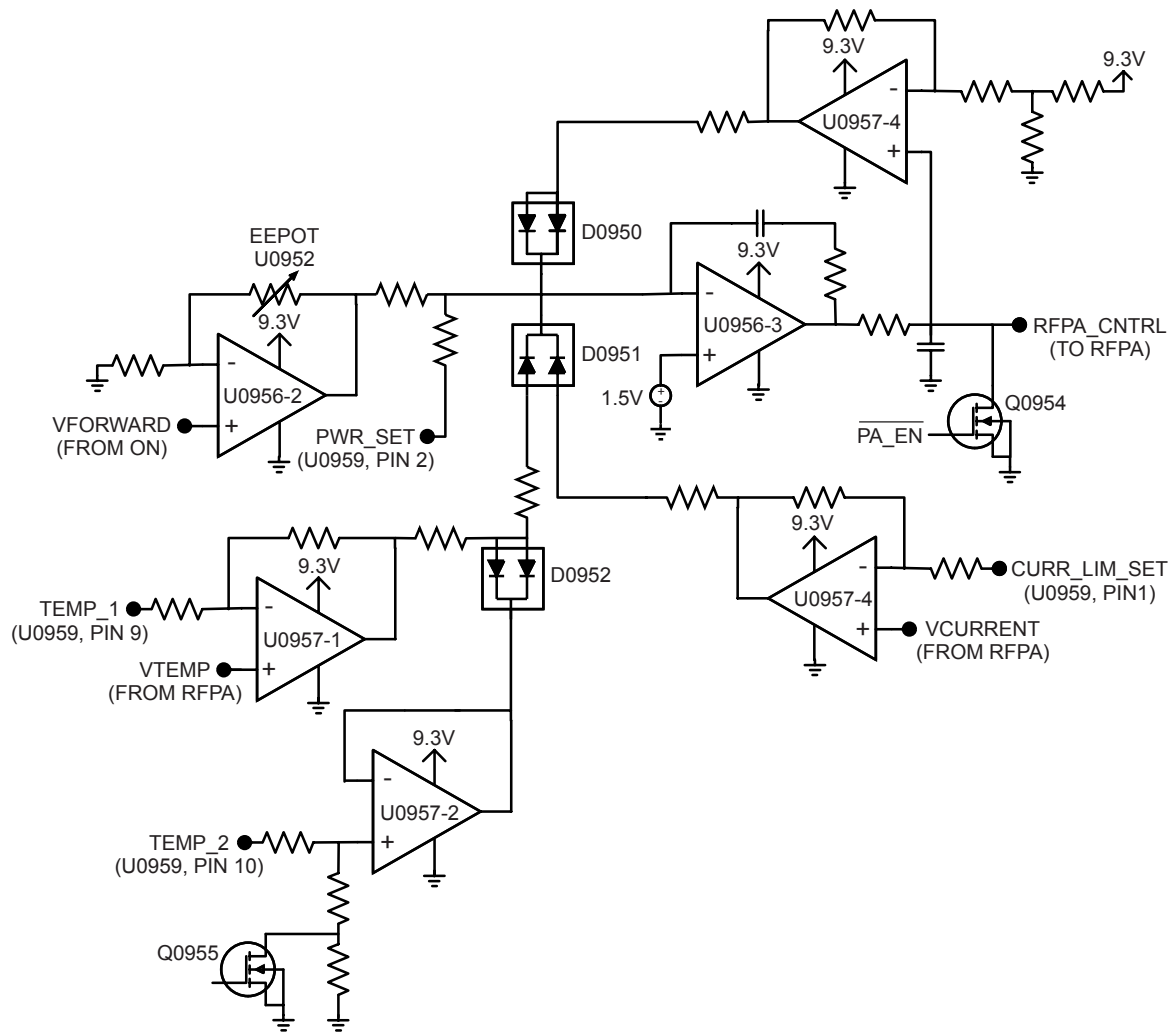 9.3V
9.3V
U0957-4
-
+
D0950
EEPOT
U0952
9.3V
9.3V
-
U0956-3
+
1.5V
+
-
RFPA_CNTRL
(TO RFPA)
D0951
-
U0956-2
+
VFORWARD
(FROM ON)
PWR_SET
(U0959, PIN 2)
Q0954
PA_EN
9.3V
9.3V
D0952
-
U0957-4
+
CURR_LIM_SET
(U0959, PIN1)
VCURRENT
(FROM RFPA)
TEMP_1
(U0959, PIN 9)
-
U0957-1
+
VTEMP
(FROM RFPA)
9.3V
-
U0957-2
+
TEMP_2
(U0959, PIN 10)
Q0955